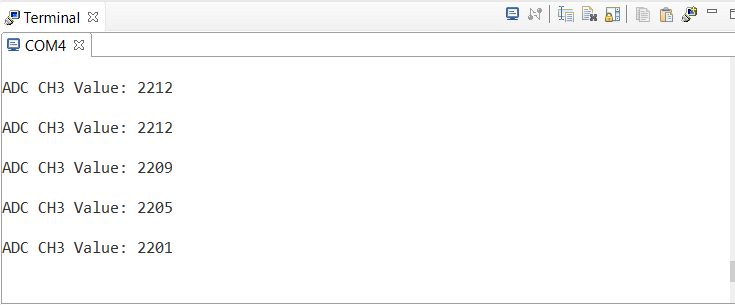 Terminal
COM4
ADC CH3 Value: 2212
ADC CH3 Value: 2212
ADC CH3 Value: 2209
ADC CH3 Value: 2205
ADC CH3 Value: 2201